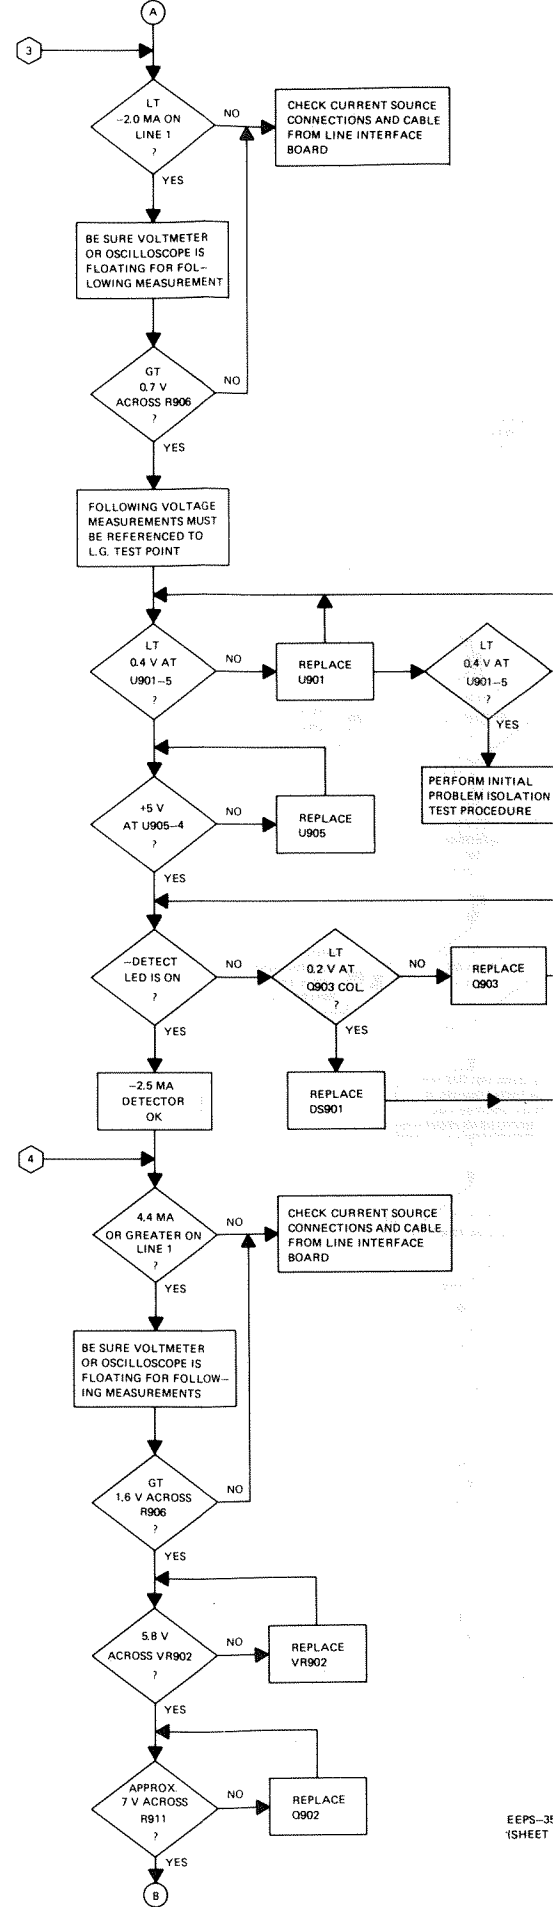 A
3
LT
-2.0 MA ON
LINE 1
?
NO
YES
CHECK CURRENT SOURCE
CONNECTIONS AND CABLE
FROM LINE INTERFACE
BOARD
BE SURE VOLTMETER
OR OSCILLOSCOPE IS
FLOATING FOR FOL-
LOWING MEASUREMENT
GT
0.7 V
ACROSS R906
?
NO
YES
FOLLOWING VOLTAGE
MEASUREMENTS MUST
BE REFERENCED TO
L.G. TEST POINT
LT
0.4 V AT
U901-5
?
NO
YES
REPLACE
U901
LT
0.4 V AT
U901-5
?
YES
PERFORM INITIAL
PROBLEM ISOLATION
TEST PROCEDURE
+5 V
AT U905-4
?
NO
YES
REPLACE
U905
-DETECT
LED IS ON
?
NO
YES
LT
0.2 V AT
Q903 COL.
?
NO
YES
REPLACE
Q903
REPLACE
DS901
-2.5 MA
DETECTOR
OK
4
4.4 MA
OR GREATER ON
LINE 1
?
NO
YES
CHECK CURRENT SOURCE
CONNECTIONS AND CABLE
FROM LINE INTERFACE
BOARD
BE SURE VOLTMETER
OR OSCILLOSCOPE IS
FLOATING FOR FOLLOW-
ING MEASUREMENTS
GT
1.6 V ACROSS
R906
?
NO
YES
5.8 V
ACROSS VR902
?
NO
YES
REPLACE
VR902
APPROX.
7 V ACROSS
R911
?
NO
YES
REPLACE
Q902
B
EEPS-35
(SHEET